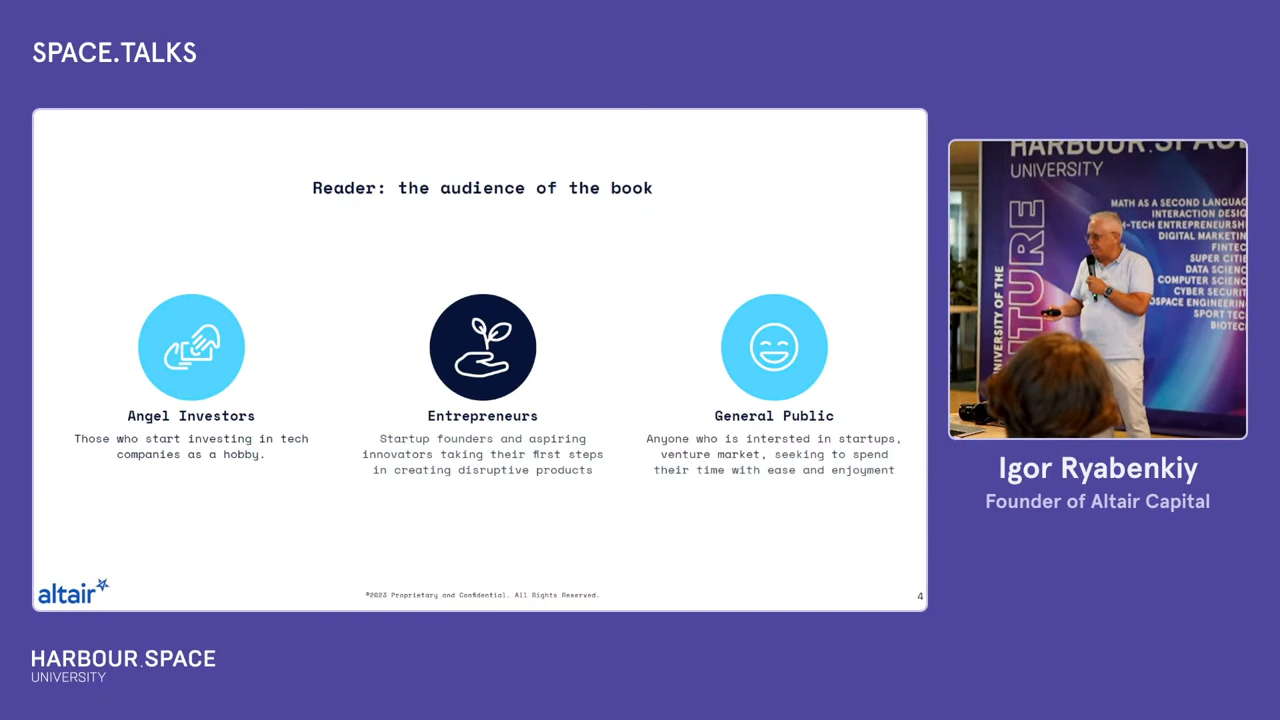 SPACE.TALKS
Reader: the audience of the book
Angel Investors
Those who start investing in tech
companies as a hobby.
Entrepreneurs
Startup founders and aspiring
innovators taking their first steps
in creating disruptive products
General Public
Anyone who is intersted in startups,
venture market, seeking to spend
their time with ease and enjoyment
altair
©2023 Proprietary and Confidential. All Rights Reserved.
4
HARBOUR.SPACE
UNIVERSITY
MATH AS A SECOND LANGUAG
INTERACTION DESIG
H-TECH ENTREPRENEURSH
DIGITAL MARKETIN
FINTEC
SUPER CITIE
DATA SCIENC
COMPUTER SCIENC
CYBER SECURIT
OSPACE ENGINEERIN
SPORT TEC
BIOTEC
UNIVERSITY OF THE
UTURE
Igor Ryabenkiy
Founder of Altair Capital
HARBOUR.SPACE
UNIVERSITY